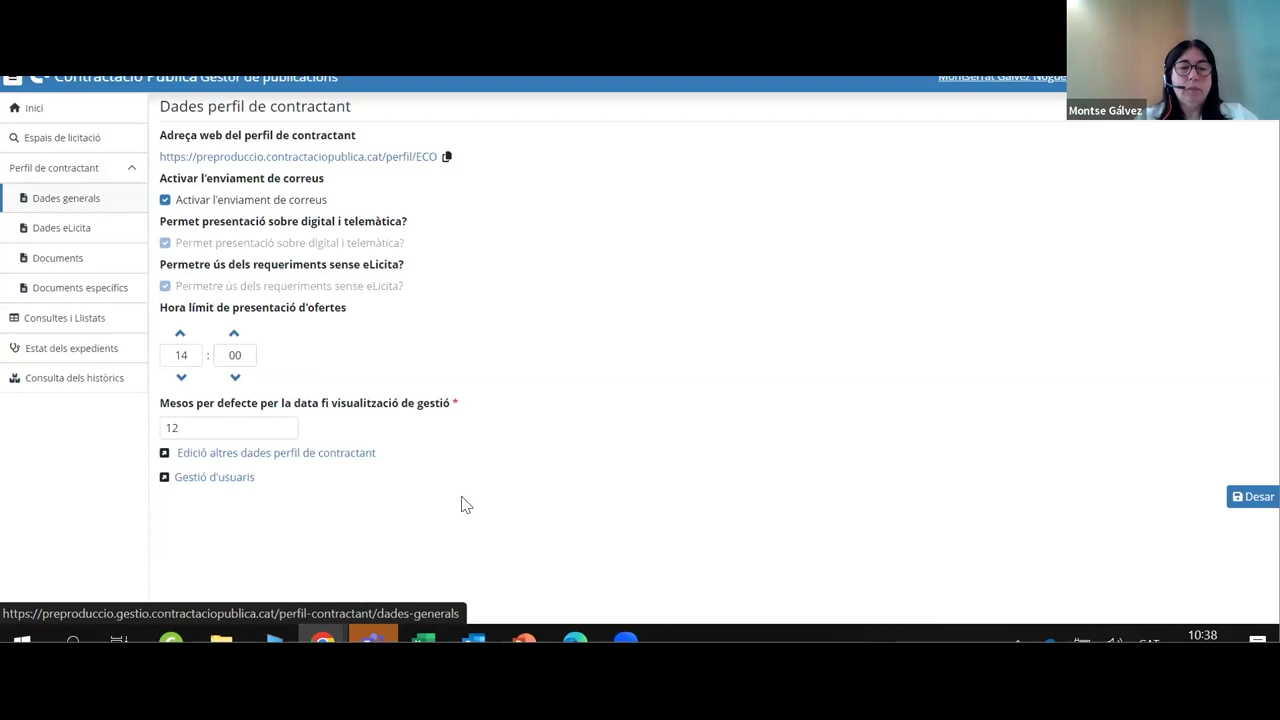 Contractació Pública Gestor de publicacions
Montserrat Gálvez Nogue
Montse Gálvez
Inici
Espais de licitació
Perfil de contractant
Dades generals
Dades eLicita
Documents
Documents específics
Consultes i Llistats
Estat dels expedients
Consulta dels històrics
Dades perfil de contractant
Adreça web del perfil de contractant
https://preproduccio.contractaciopublica.cat/perfil/ECO
Activar l'enviament de correus
Activar l'enviament de correus
Permet presentació sobre digital i telemàtica?
Permet presentació sobre digital i telemàtica?
Permetre ús dels requeriments sense eLicita?
Permetre ús dels requeriments sense eLicita?
Hora límit de presentació d'ofertes
14 : 00
Mesos per defecte per la data fi visualització de gestió *
12
Edició altres dades perfil de contractant
Gestió d'usuaris
Desar
https://preproduccio.gestio.contractaciopublica.cat/perfil-contractant/dades-generals
CAT
10:38